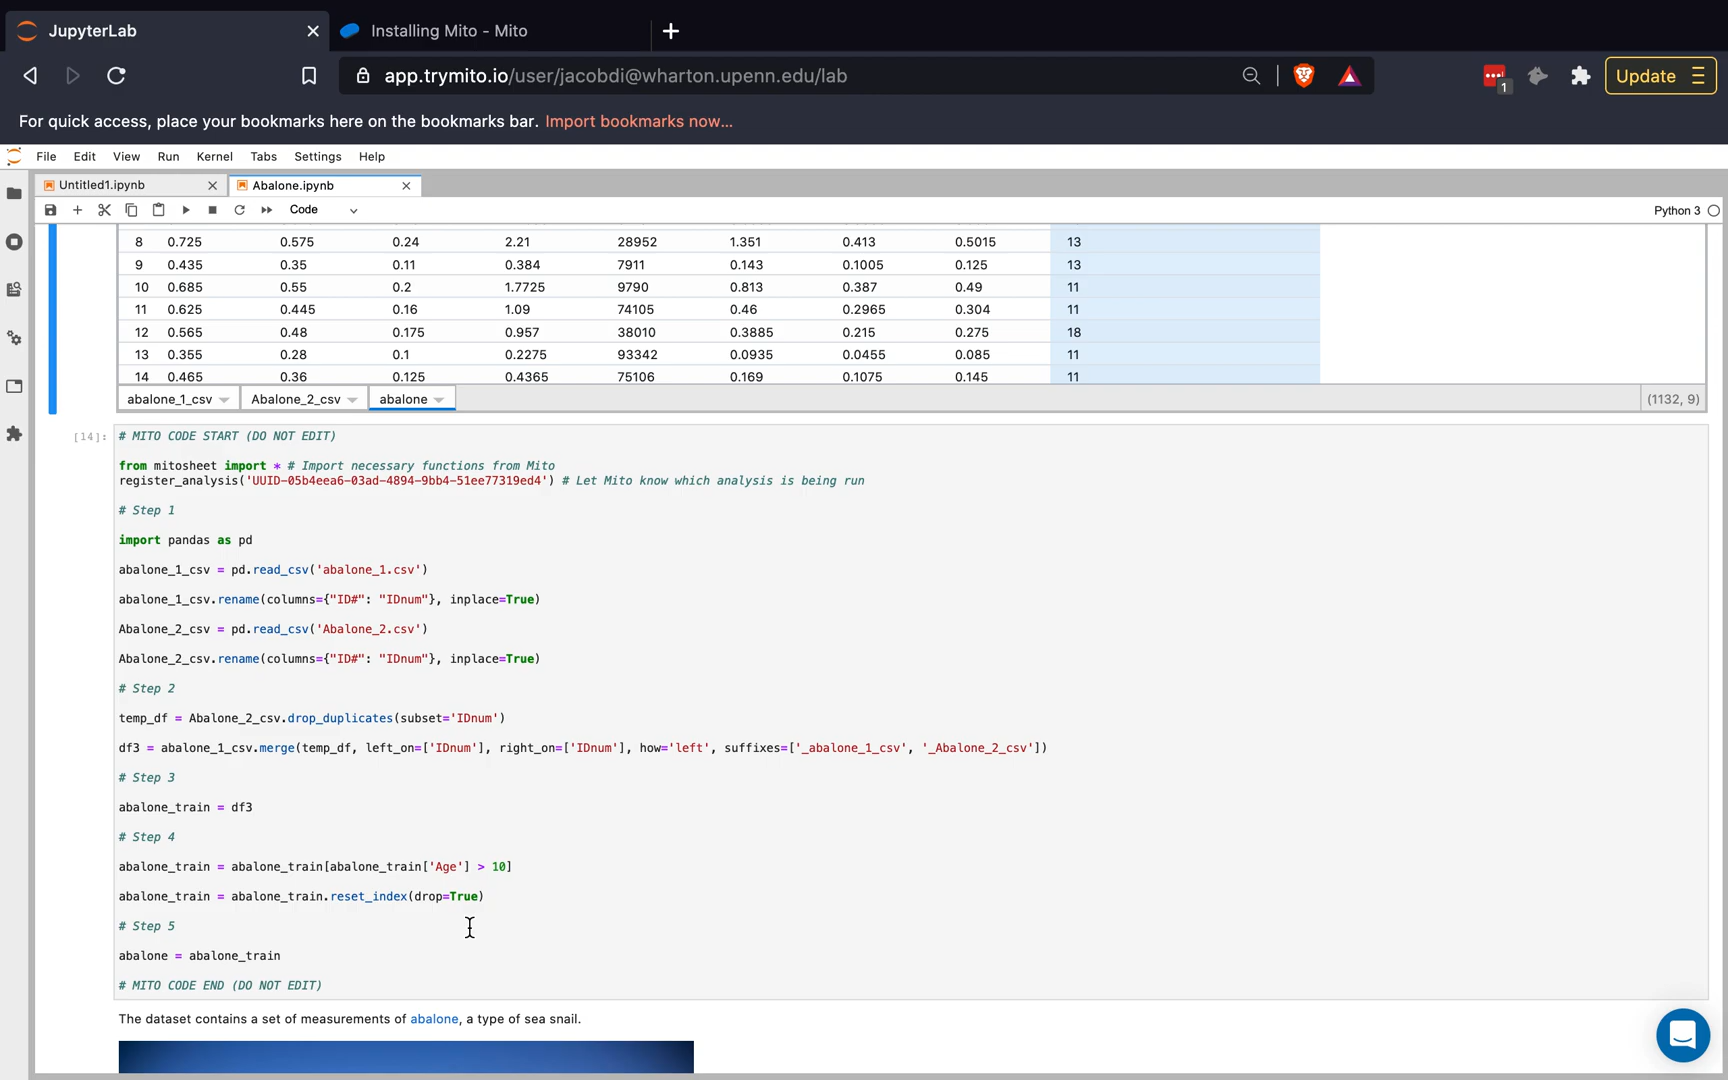 JupyterLab
Installing Mito - Mito
app.trymito.io/user/jacobdi@wharton.upenn.edu/lab
1
Update
For quick access, place your bookmarks here on the bookmarks bar. Import bookmarks now...
File Edit View Run Kernel Tabs Settings Help
Untitled1.ipynb
Abalone.ipynb
Code
Python 3
8 0.725 0.575 0.24 2.21 28952 1.351 0.413 0.5015 13
9 0.435 0.35 0.11 0.384 7911 0.143 0.1005 0.125 13
10 0.685 0.55 0.2 1.7725 9790 0.813 0.387 0.49 11
11 0.625 0.445 0.16 1.09 74105 0.46 0.2965 0.304 11
12 0.565 0.48 0.175 0.957 38010 0.3885 0.215 0.275 18
13 0.355 0.28 0.1 0.2275 93342 0.0935 0.0455 0.085 11
14 0.465 0.36 0.125 0.4365 75106 0.169 0.1075 0.145 11
abalone_1_csv Abalone_2_csv abalone (1132, 9)
[14]: # MITO CODE START (DO NOT EDIT)
from mitosheet import * # Import necessary functions from Mito
register_analysis('UUID-05b4eea6-03ad-4894-9bb4-51ee77319ed4') # Let Mito know which analysis is being run
# Step 1
import pandas as pd
abalone_1_csv = pd.read_csv('abalone_1.csv')
abalone_1_csv.rename(columns={"ID#": "IDnum"}, inplace=True)
Abalone_2_csv = pd.read_csv('Abalone_2.csv')
Abalone_2_csv.rename(columns={"ID#": "IDnum"}, inplace=True)
# Step 2
temp_df = Abalone_2_csv.drop_duplicates(subset='IDnum')
df3 = abalone_1_csv.merge(temp_df, left_on=['IDnum'], right_on=['IDnum'], how='left', suffixes=['_abalone_1_csv', '_Abalone_2_csv'])
# Step 3
abalone_train = df3
# Step 4
abalone_train = abalone_train[abalone_train['Age'] > 10]
abalone_train = abalone_train.reset_index(drop=True)
# Step 5
abalone = abalone_train
# MITO CODE END (DO NOT EDIT)
The dataset contains a set of measurements of abalone, a type of sea snail.